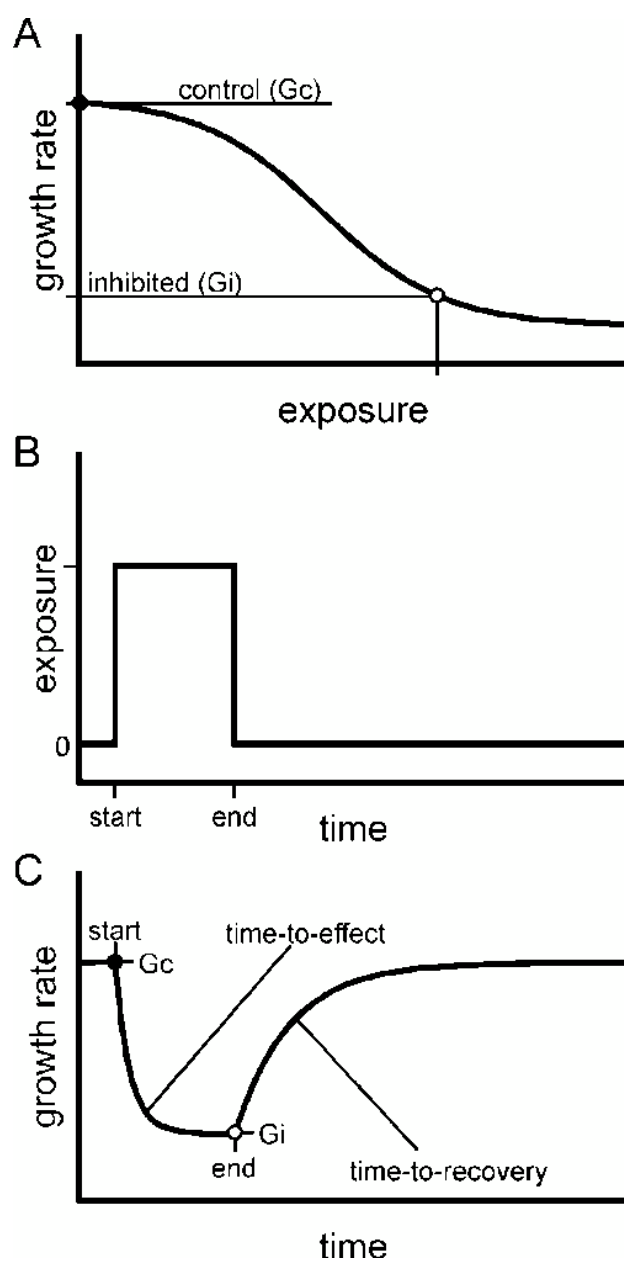 A
control (Gc)
growth rate
inhibited (Gi)
exposure
B
exposure
0
start
end
time
C
start
time-to-effect
Gc
growth rate
Gi
end
time-to-recovery
time